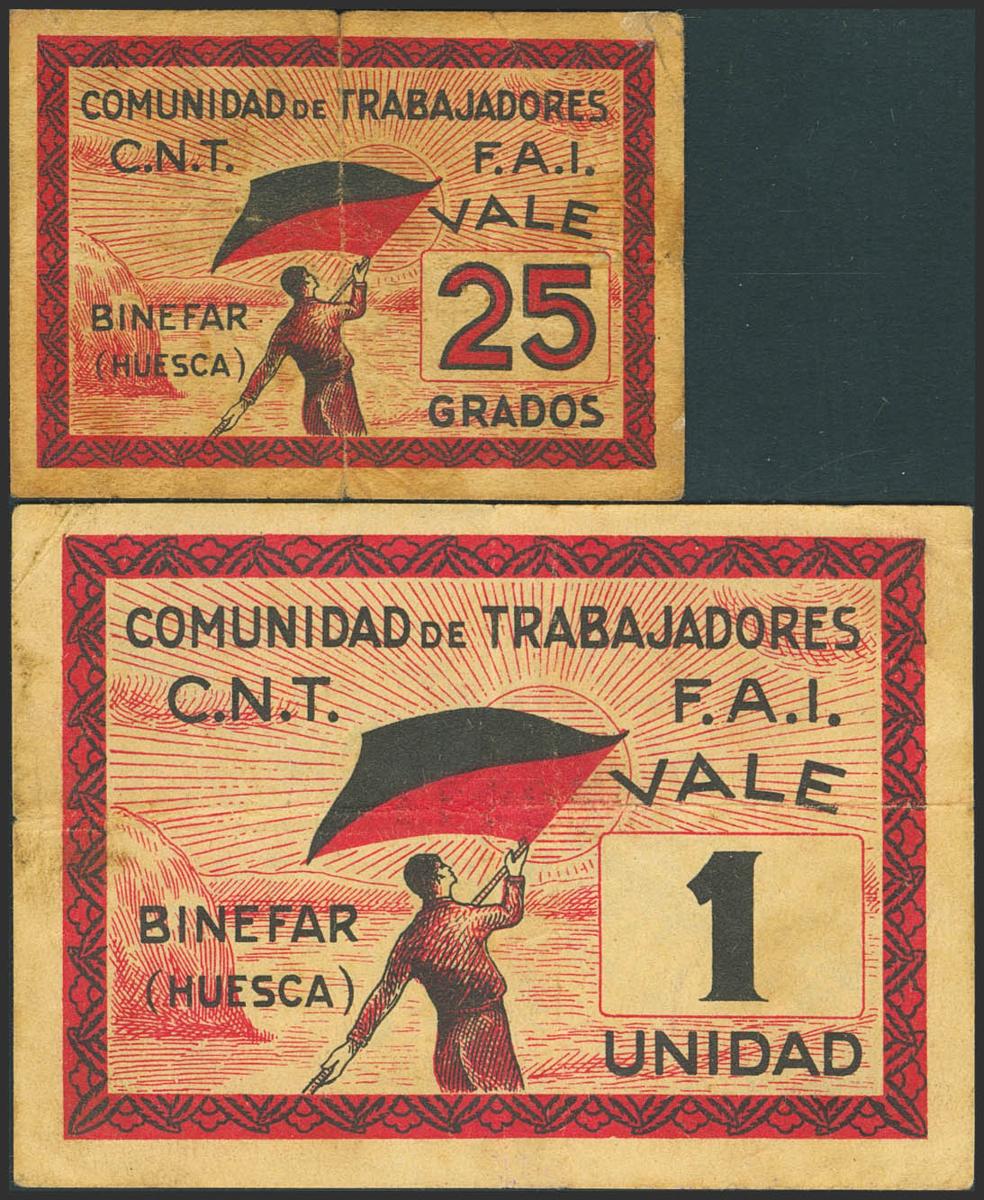 COMUNIDAD DE TRABAJADORES
C.N.T. F.A.I.
VALE
25
BINEFAR
(HUESCA)
GRADOS
COMUNIDAD DE TRABAJADORES
C.N.T. F.A.I.
VALE
1
BINEFAR
(HUESCA)
UNIDAD